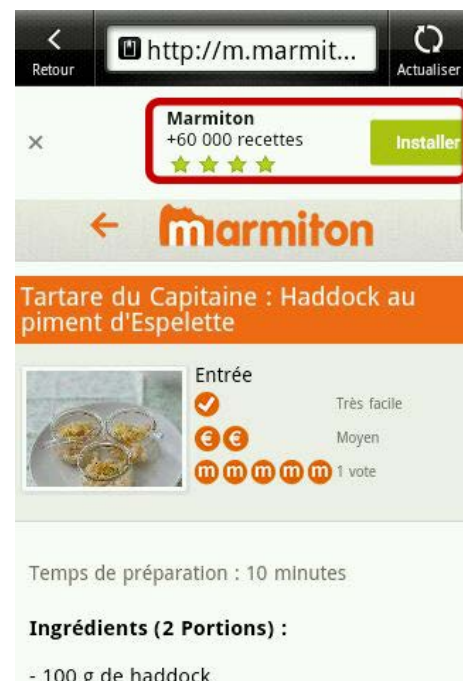 Retour
http://m.marmit...
Actualiser
Marmiton
+60 000 recettes
Installer
marmiton
Tartare du Capitaine : Haddock au
piment d'Espelette
Entrée
Très facile
€ €
Moyen
m m m m m
1 vote
Temps de préparation : 10 minutes
Ingrédients (2 Portions) :
- 100 g de haddock